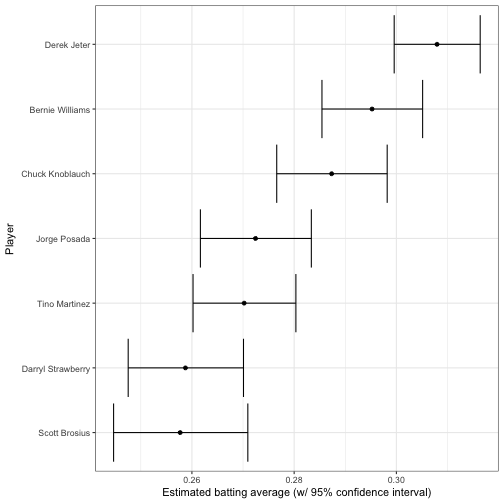 Derek Jeter
Bernie Williams
Chuck Knoblauch
Jorge Posada
Tino Martinez
Darryl Strawberry
Scott Brosius
Player
0.26 0.28 0.30
Estimated batting average (w/ 95% confidence interval)